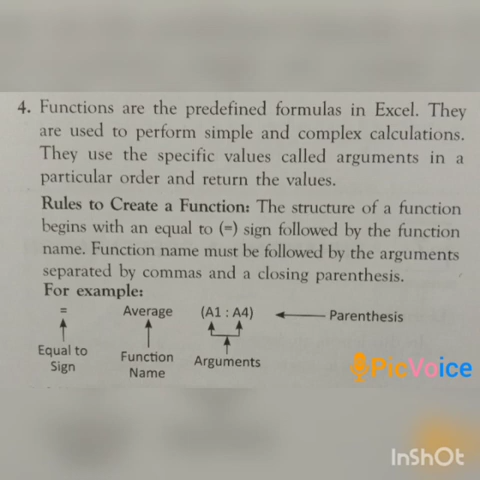 4. Functions are the predefined formulas in Excel. They
are used to perform simple and complex calculations.
They use the specific values called arguments in a
particular order and return the values.
Rules to Create a Function: The structure of a function
begins with an equal to (=) sign followed by the function
name. Function name must be followed by the arguments
separated by commas and a closing parenthesis.
For example:
= Average (A1 : A4) Parenthesis
Equal to
Sign
Function
Name
Arguments
PicVoice
InShOt